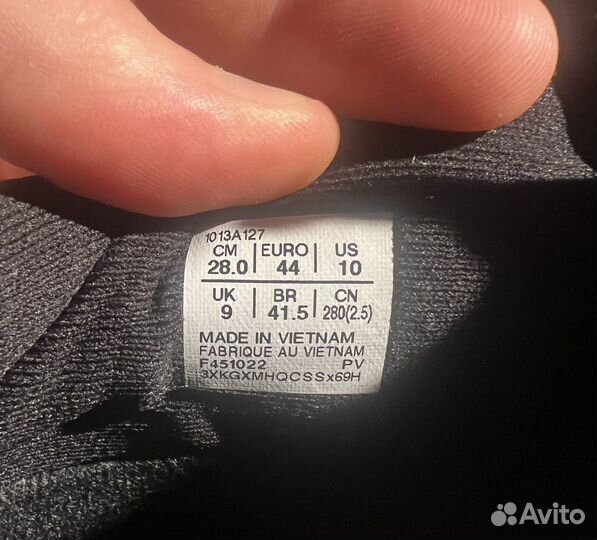 1013A127
CM EURO US
28.0 44 10
UK BR CN
9 41.5 280(2.5)
MADE IN VIETNAM
FABRIQUE AU VIETNAM
F451022 PV
3XKGXMHQCSSx69H
Avito